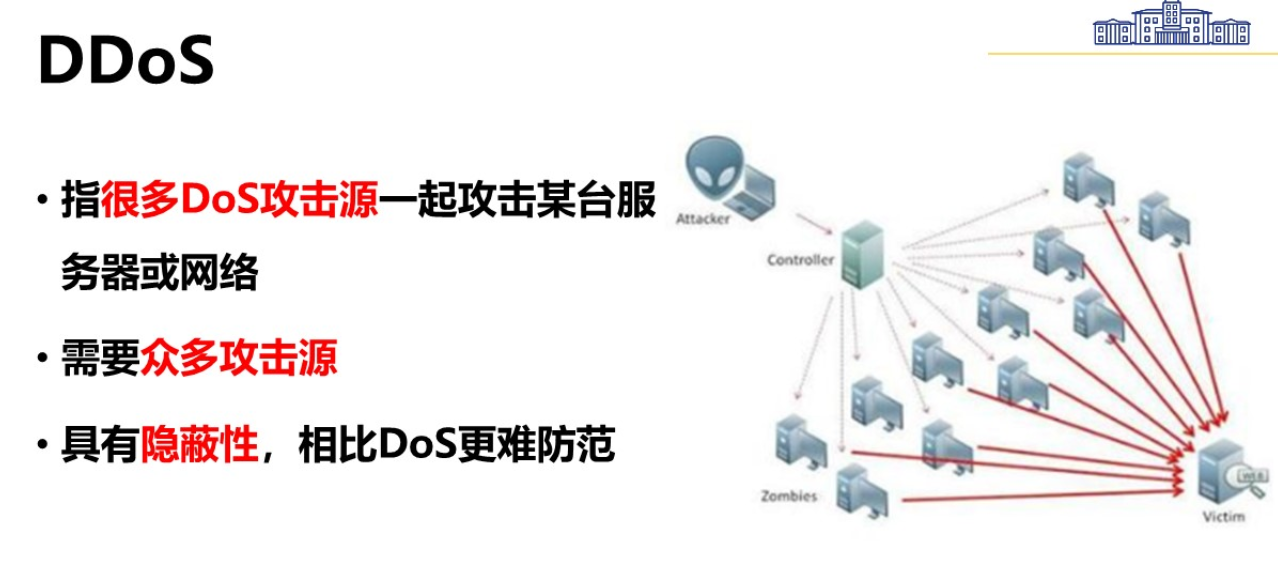 DDoS
• 指很多DoS攻击源一起攻击某台服
务器或网络
• 需要众多攻击源
• 具有隐蔽性，相比DoS更难防范
Attacker
Controller
Zombies
WEB
Victim